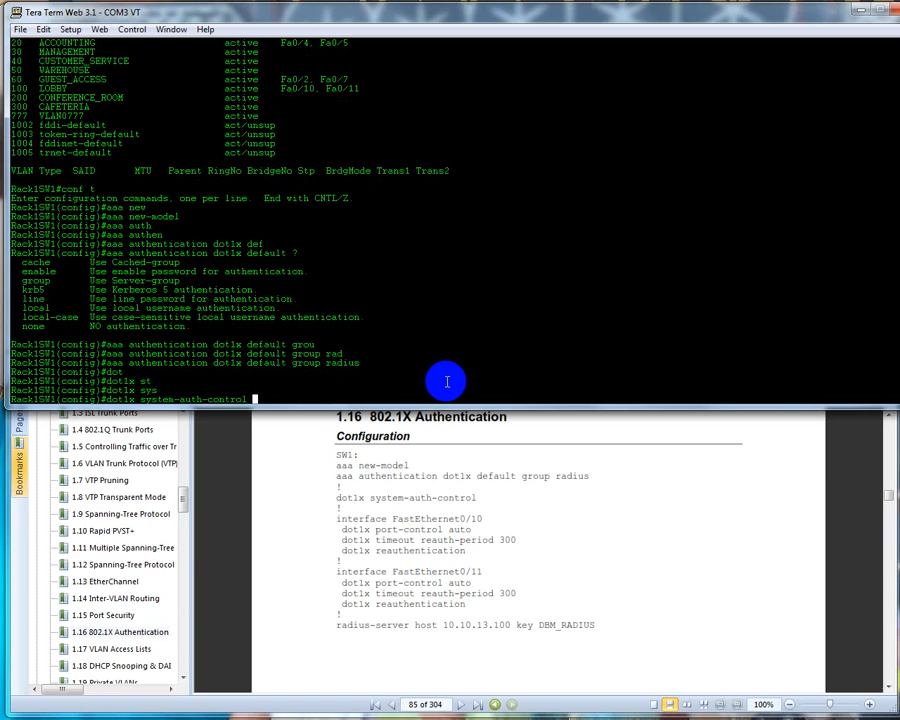 Tera Term Web 3.1 - COM3 VT
File Edit Setup Web Control Window Help
20 ACCOUNTING active Fa0/4, Fa0/5
30 MANAGEMENT active
40 CUSTOMER_SERVICE active
50 WAREHOUSE active
60 GUEST_ACCESS active Fa0/2, Fa0/7
100 LOBBY active Fa0/10, Fa0/11
200 CONFERENCE_ROOM active
300 CAFETERIA active
777 VLAN0777 active
1002 fddi-default act/unsup
1003 token-ring-default act/unsup
1004 fddinet-default act/unsup
1005 trnet-default act/unsup
VLAN Type SAID MTU Parent RingNo BridgeNo Stp BrdgMode Trans1 Trans2
Rack1SW1#conf t
Enter configuration commands, one per line. End with CNTL/Z.
Rack1SW1(config)#aaa new
Rack1SW1(config)#aaa new-model
Rack1SW1(config)#aaa auth
Rack1SW1(config)#aaa authen
Rack1SW1(config)#aaa authentication dot1x def
Rack1SW1(config)#aaa authentication dot1x default ?
cache Use Cached-group
enable Use enable password for authentication.
group Use Server-group
krb5 Use Kerberos 5 authentication.
line Use line password for authentication.
local Use local username authentication.
local-case Use case-sensitive local username authentication.
none NO authentication.
Rack1SW1(config)#aaa authentication dot1x default grou
Rack1SW1(config)#aaa authentication dot1x default group rad
Rack1SW1(config)#aaa authentication dot1x default group radius
Rack1SW1(config)#dot
Rack1SW1(config)#dot1x st
Rack1SW1(config)#dot1x sys
Rack1SW1(config)#dot1x system-auth-control
Pages
Bookmarks
1.3 ISL Trunk Ports
1.4 802.1Q Trunk Ports
1.5 Controlling Traffic over Tr
1.6 VLAN Trunk Protocol (VTP)
1.7 VTP Pruning
1.8 VTP Transparent Mode
1.9 Spanning-Tree Protocol
1.10 Rapid PVST+
1.11 Multiple Spanning-Tree
1.12 Spanning-Tree Protocol
1.13 EtherChannel
1.14 Inter-VLAN Routing
1.15 Port Security
1.16 802.1X Authentication
1.17 VLAN Access Lists
1.18 DHCP Snooping & DAI
1.19 Private VLANs
1.16 802.1X Authentication
Configuration
SW1:
aaa new-model
aaa authentication dot1x default group radius
!
dot1x system-auth-control
!
interface FastEthernet0/10
dot1x port-control auto
dot1x timeout reauth-period 300
dot1x reauthentication
!
interface FastEthernet0/11
dot1x port-control auto
dot1x timeout reauth-period 300
dot1x reauthentication
!
radius-server host 10.10.13.100 key DBM_RADIUS
85 of 304
100%